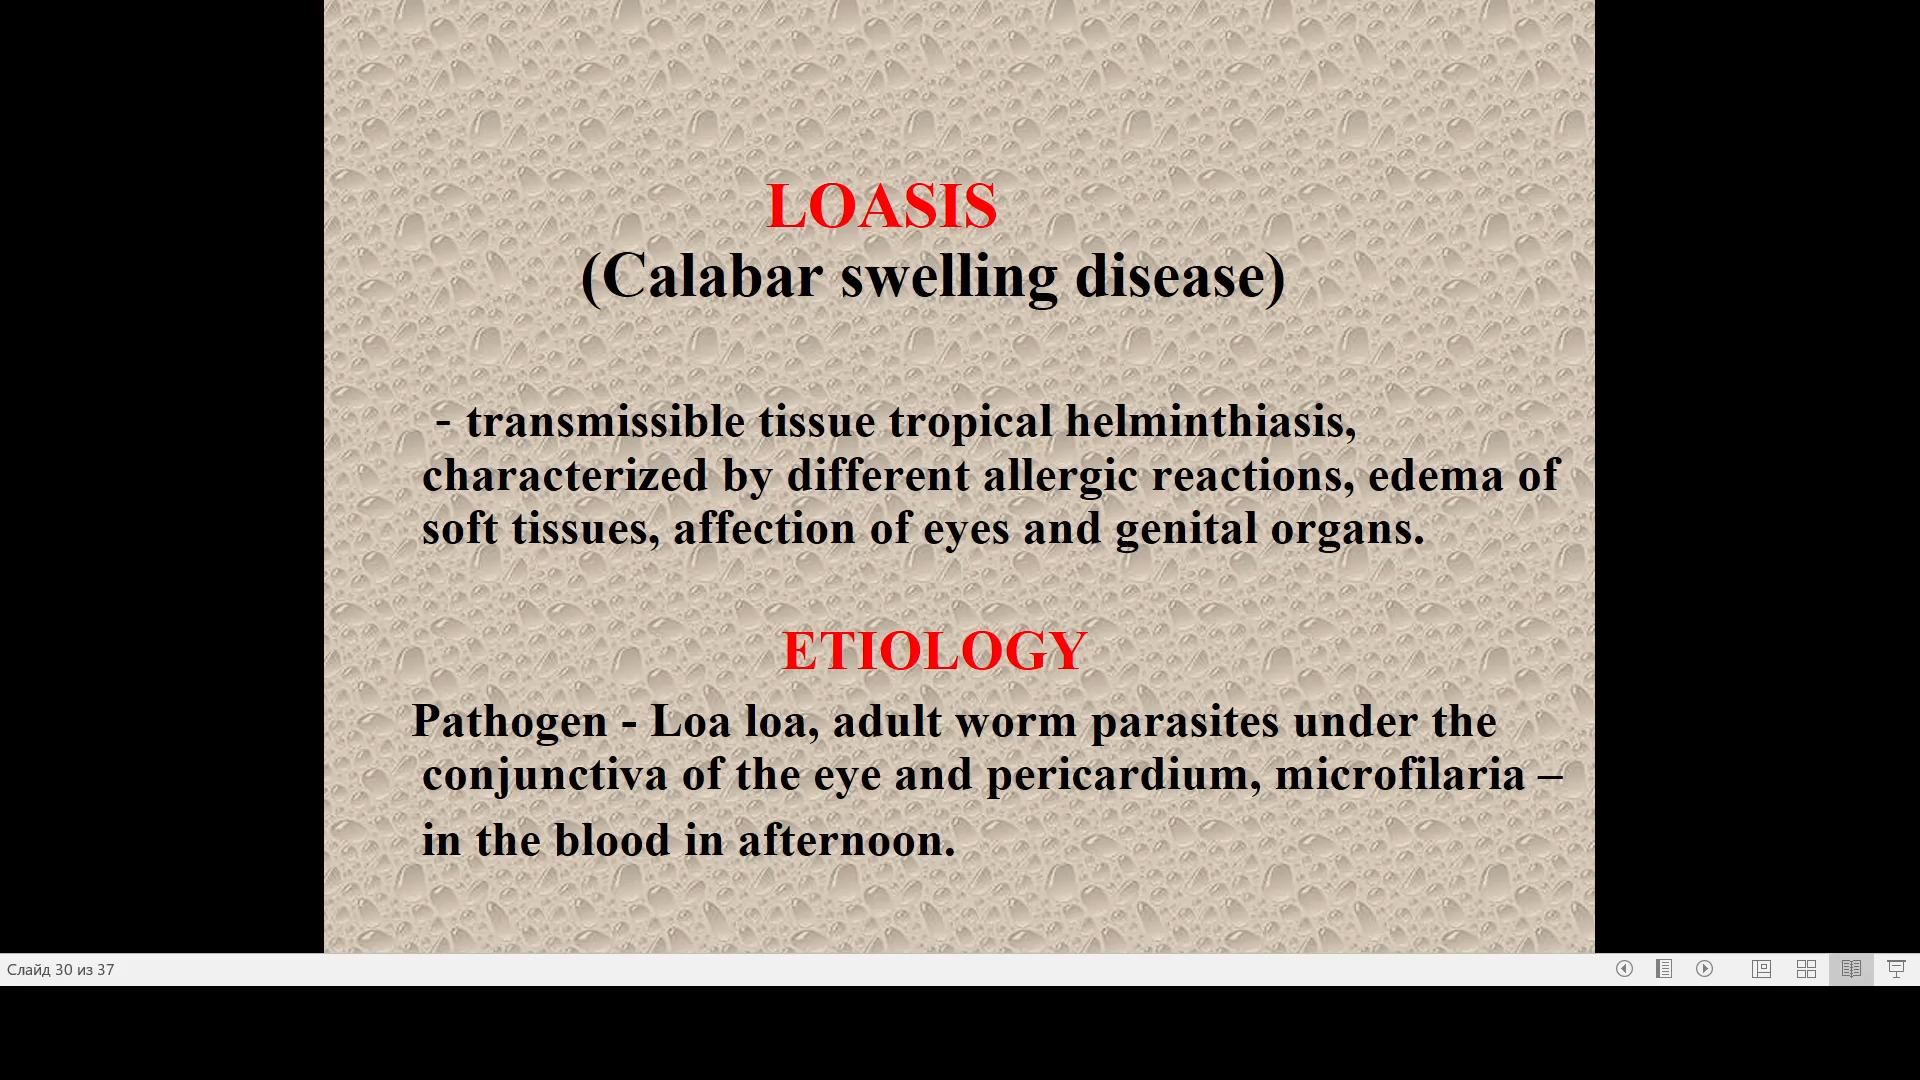 LOASIS
(Calabar swelling disease)
- transmissible tissue tropical helminthiasis,
characterized by different allergic reactions, edema of
soft tissues, affection of eyes and genital organs.
ETIOLOGY
Pathogen - Loa loa, adult worm parasites under the
conjunctiva of the eye and pericardium, microfilaria –
in the blood in afternoon.
Слайд 30 из 37